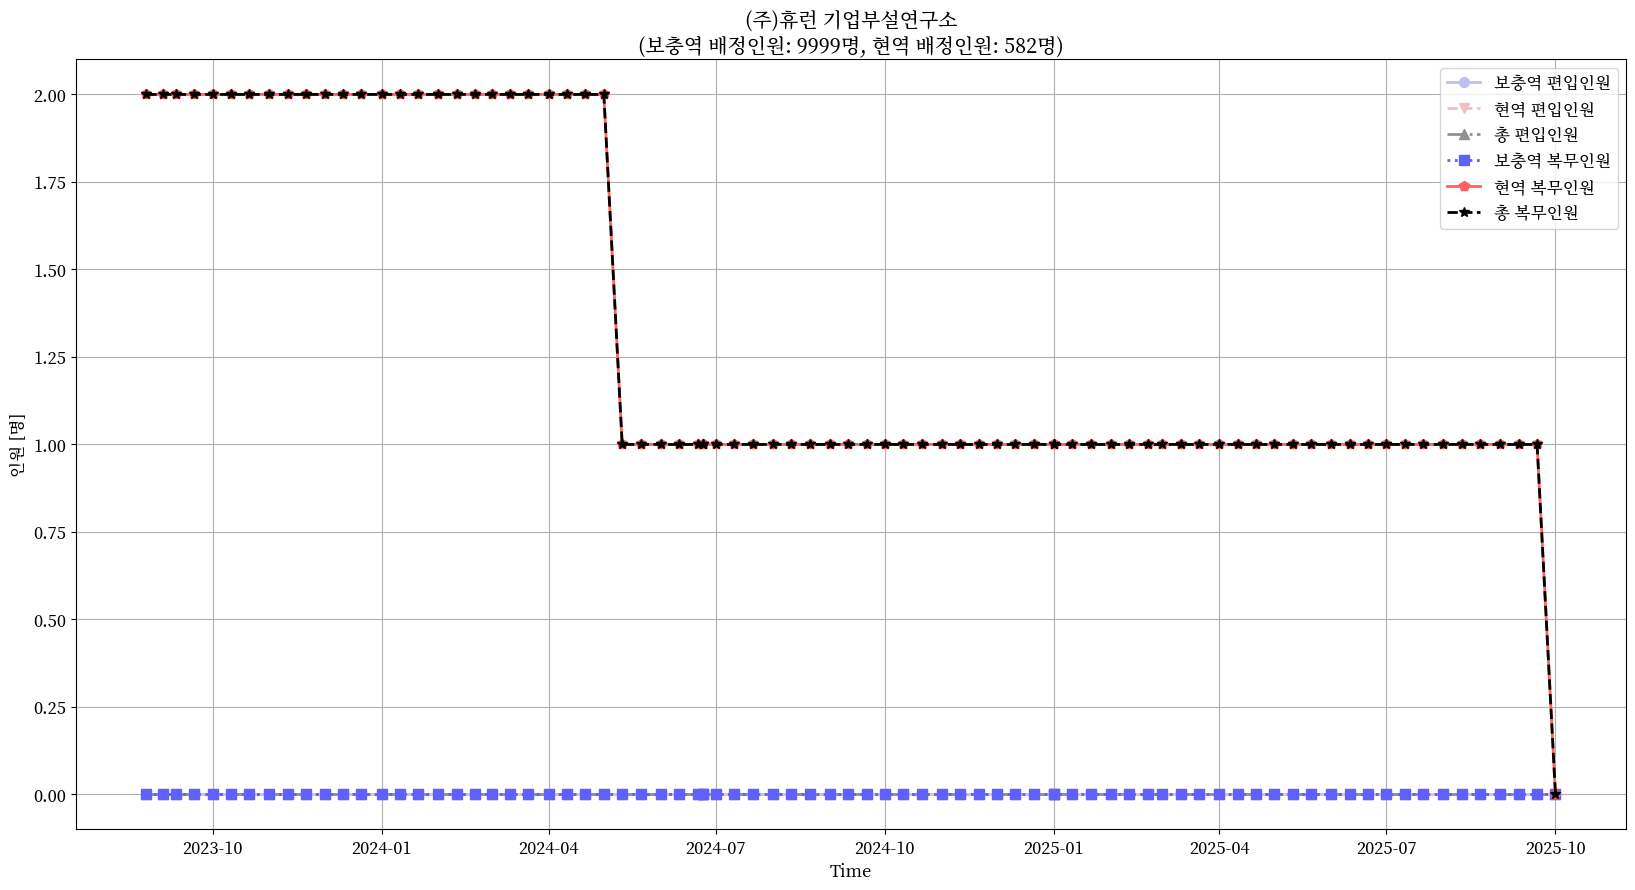 (주)휴런 기업부설연구소
(보충역 배정인원: 9999명, 현역 배정인원: 582명)
보충역 편입인원
현역 편입인원
총 편입인원
보충역 복무인원
현역 복무인원
총 복무인원
인원 [명]
2.00
1.75
1.50
1.25
1.00
0.75
0.50
0.25
0.00
2023-10
2024-01
2024-04
2024-07
2024-10
2025-01
2025-04
2025-07
2025-10
Time